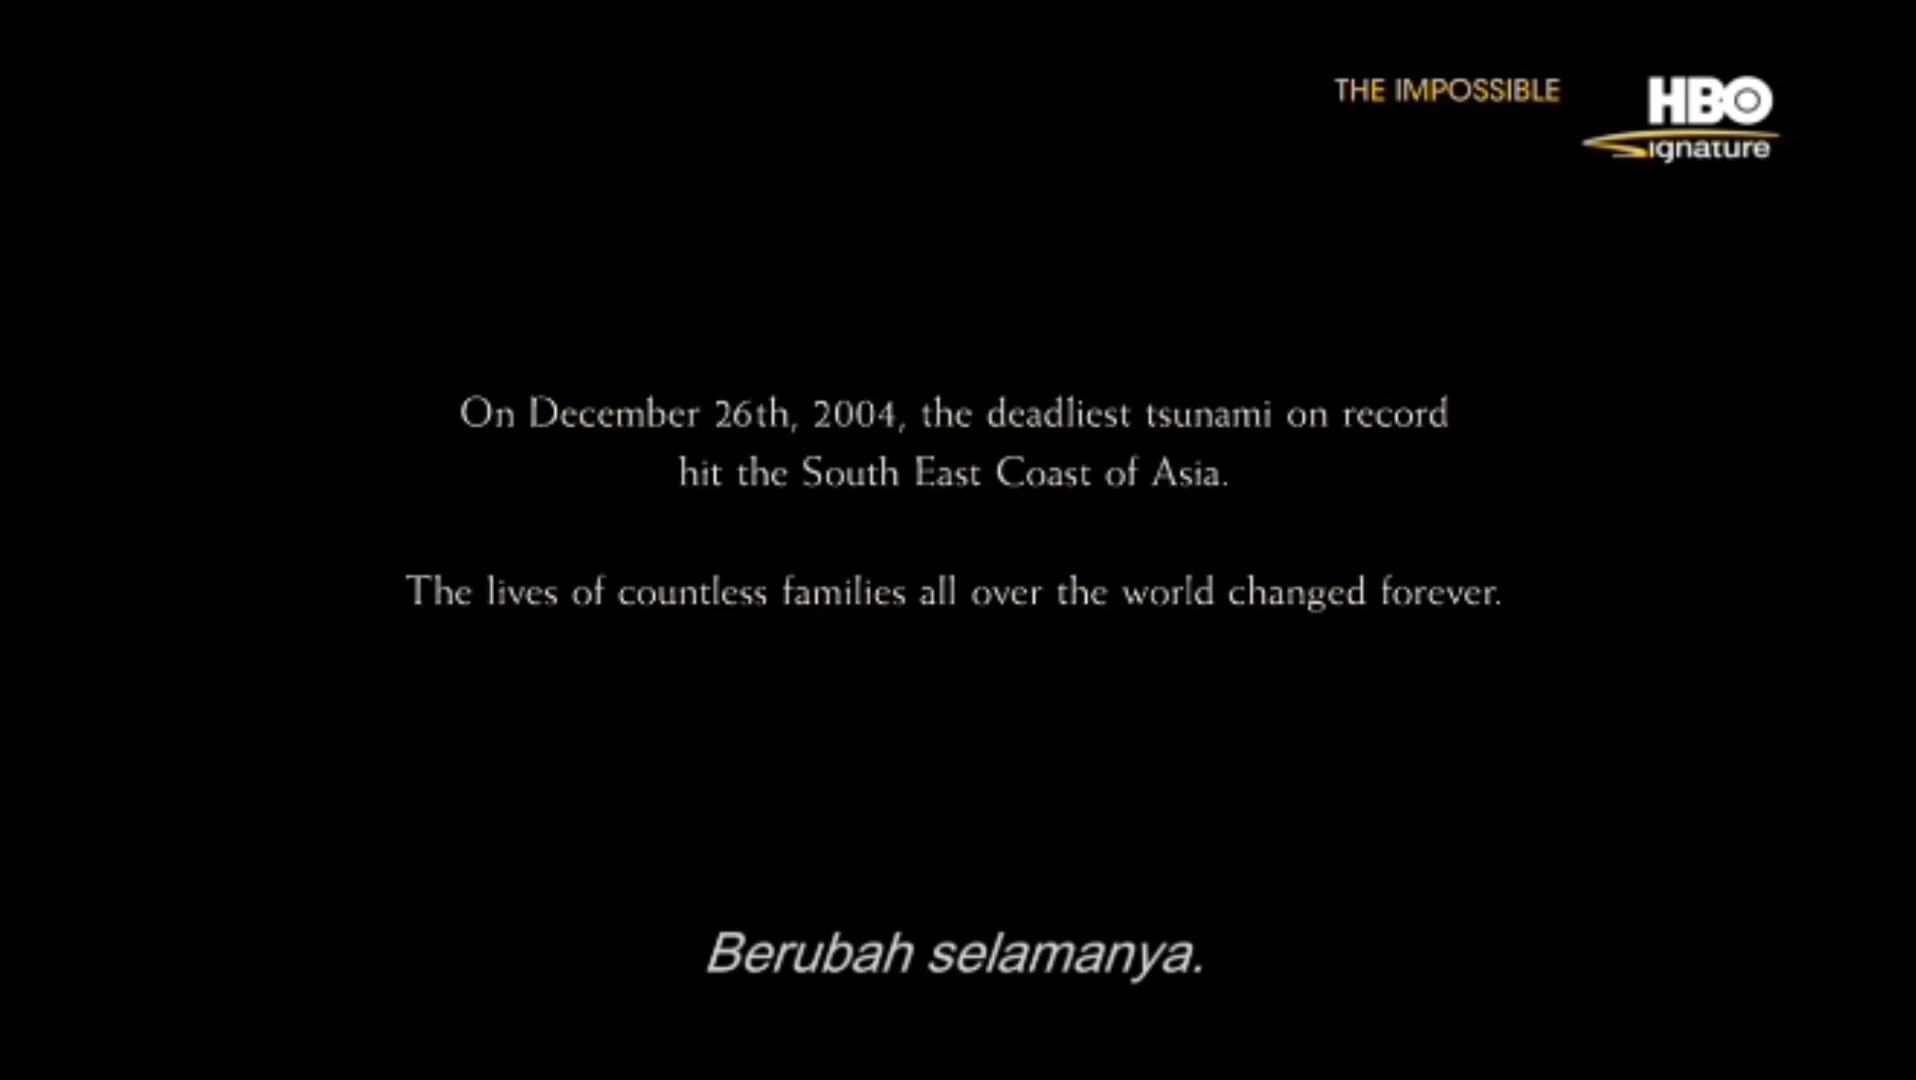 THE IMPOSSIBLE
HBO
Signature
On December 26th, 2004, the deadliest tsunami on record
hit the South East Coast of Asia.
The lives of countless families all over the world changed forever.
Berubah selamanya.